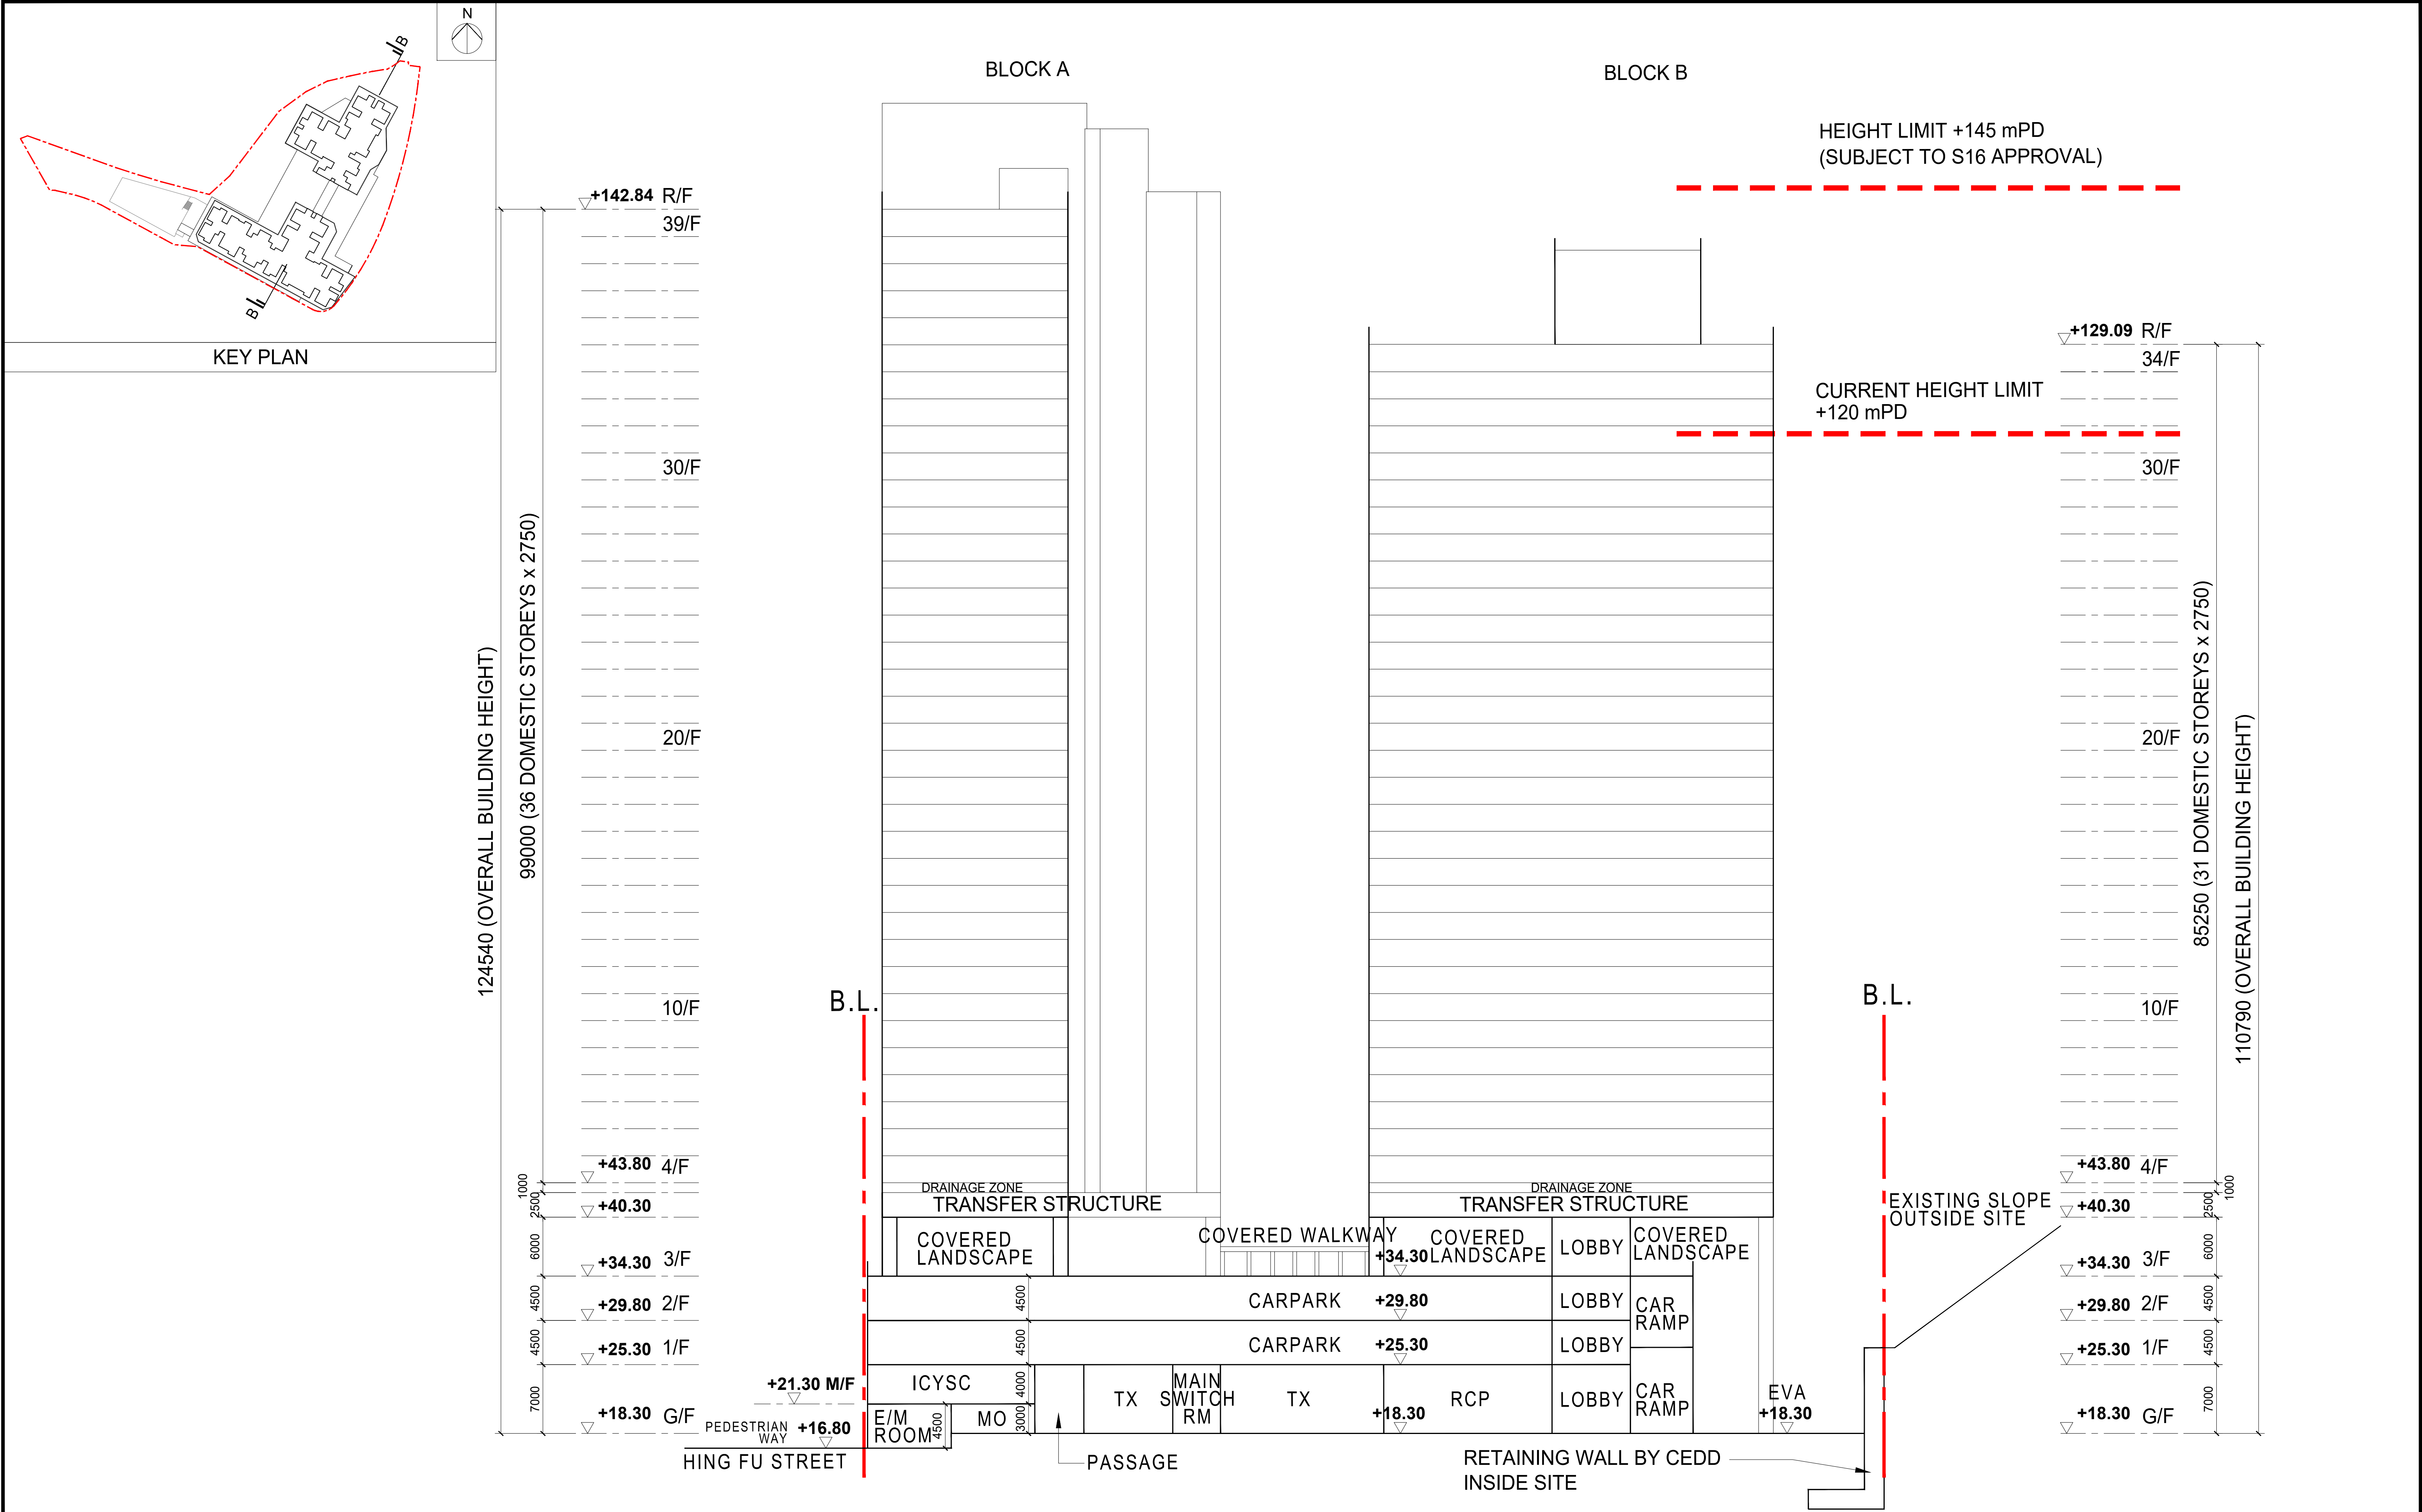 N
B
B
KEY PLAN
BLOCK A
BLOCK B
HEIGHT LIMIT +145 mPD
(SUBJECT TO S16 APPROVAL)
CURRENT HEIGHT LIMIT
+120 mPD
+142.84 R/F
39/F
30/F
20/F
10/F
+43.80 4/F
+40.30
+34.30 3/F
+29.80 2/F
+25.30 1/F
+21.30 M/F
+18.30 G/F
PEDESTRIAN
WAY
+16.80
HING FU STREET
124540 (OVERALL BUILDING HEIGHT)
99000 (36 DOMESTIC STOREYS x 2750)
1000
2500
6000
4500
4500
7000
B.L.
DRAINAGE ZONE
TRANSFER STRUCTURE
COVERED
LANDSCAPE
COVERED WALKWAY
DRAINAGE ZONE
TRANSFER STRUCTURE
+34.30
COVERED
LANDSCAPE
LOBBY
COVERED
LANDSCAPE
4500
CARPARK
+29.80
LOBBY
CAR
RAMP
4500
CARPARK
+25.30
LOBBY
ICYSC
4000
E/M
ROOM
4500
MO
3000
TX
MAIN
SWITCH
RM
TX
+18.30
RCP
LOBBY
CAR
RAMP
EVA
+18.30
PASSAGE
RETAINING WALL BY CEDD
INSIDE SITE
B.L.
EXISTING SLOPE
OUTSIDE SITE
+129.09 R/F
34/F
30/F
20/F
10/F
+43.80 4/F
+40.30
+34.30 3/F
+29.80 2/F
+25.30 1/F
+18.30 G/F
85250 (31 DOMESTIC STOREYS x 2750)
110790 (OVERALL BUILDING HEIGHT)
1000
2500
6000
4500
4500
7000